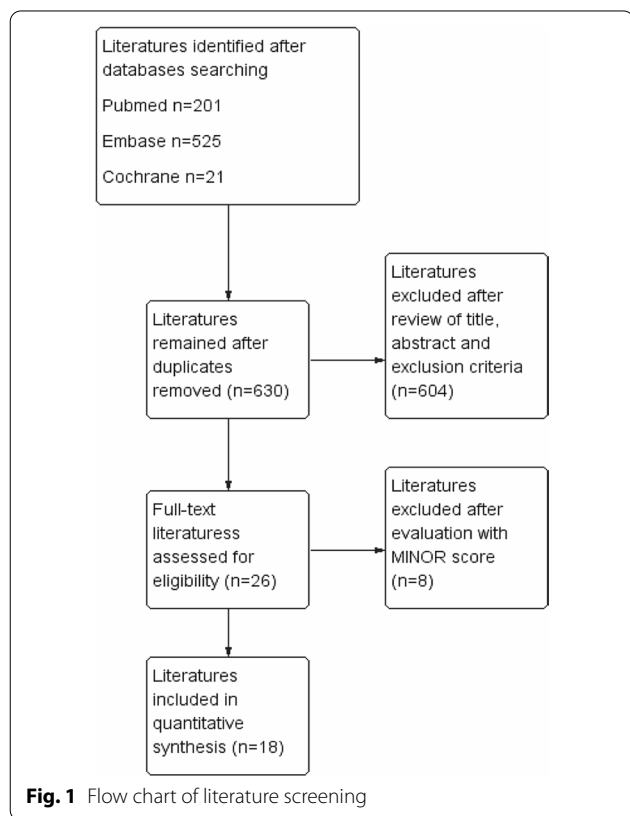 Literatures identified after
databases searching
Pubmed n=201
Embase n=525
Cochrane n=21
Literatures
remained after
duplicates
removed (n=630)
Literatures
excluded after
review of title,
abstract and
exclusion criteria
(n=604)
Full-text
literaturess
assessed for
eligibility (n=26)
Literatures
excluded after
evaluation with
MINOR score
(n=8)
Literatures
included in
quantitative
synthesis (n=18)
Fig. 1 Flow chart of literature screening